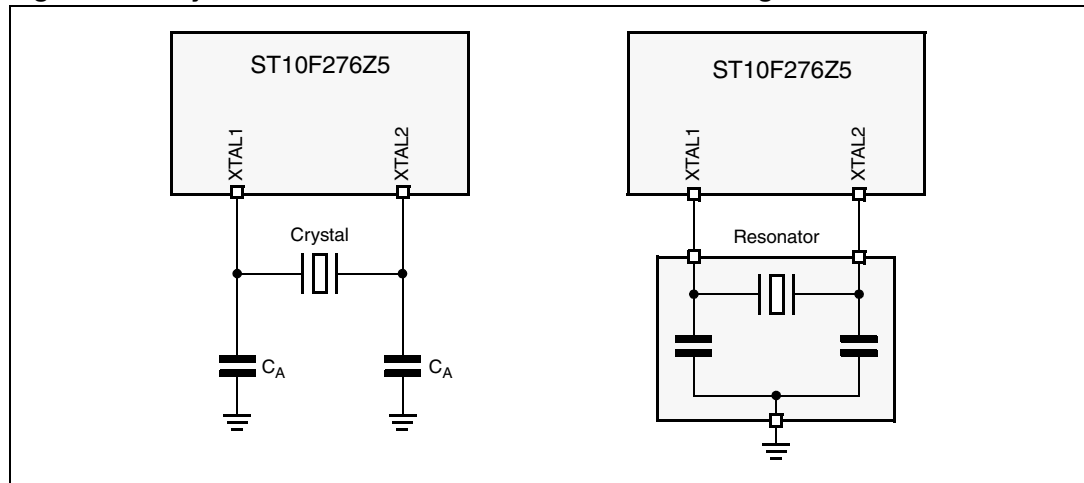 ST10F276Z5
XTAL1
XTAL2
Crystal
CA
CA
ST10F276Z5
XTAL1
XTAL2
Resonator